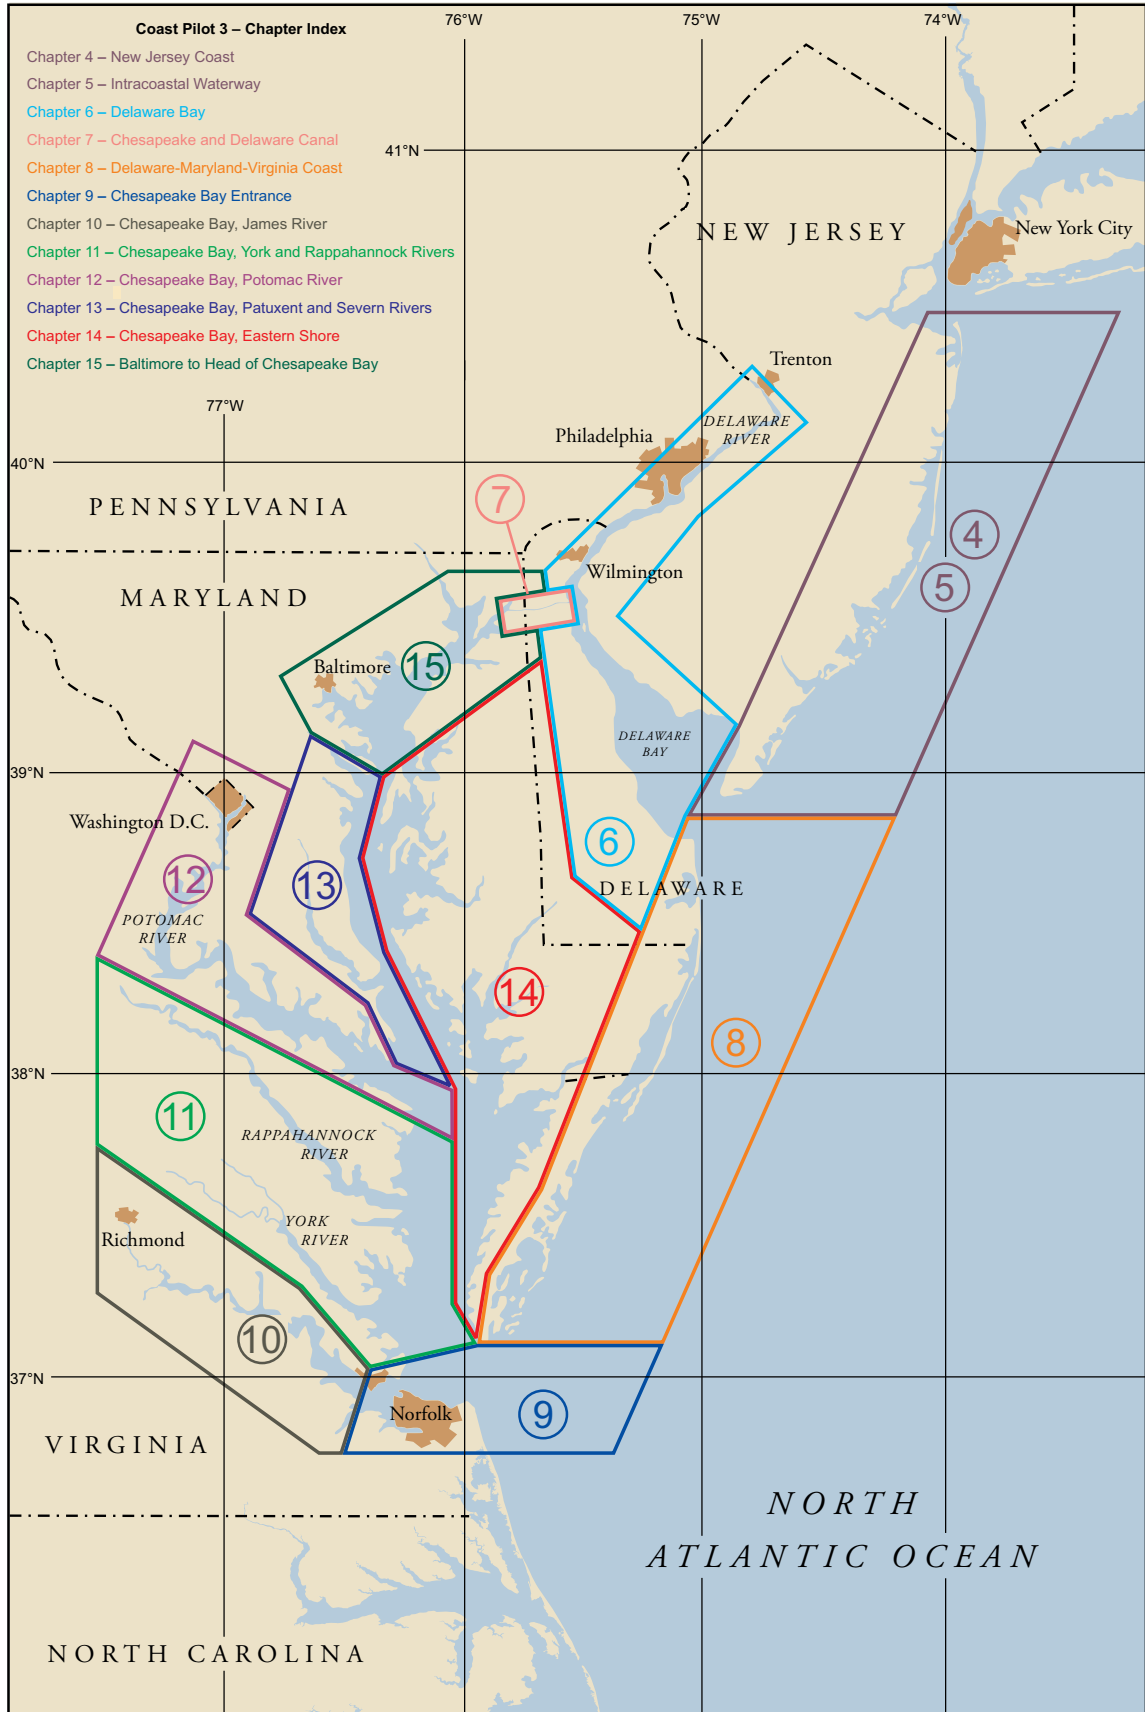 76°W
75°W
74°W
Coast Pilot 3 – Chapter Index
Chapter 4 – New Jersey Coast
Chapter 5 – Intracoastal Waterway
Chapter 6 – Delaware Bay
Chapter 7 – Chesapeake and Delaware Canal
Chapter 8 – Delaware-Maryland-Virginia Coast
Chapter 9 – Chesapeake Bay Entrance
Chapter 10 – Chesapeake Bay, James River
Chapter 11 – Chesapeake Bay, York and Rappahannock Rivers
Chapter 12 – Chesapeake Bay, Potomac River
Chapter 13 – Chesapeake Bay, Patuxent and Severn Rivers
Chapter 14 – Chesapeake Bay, Eastern Shore
Chapter 15 – Baltimore to Head of Chesapeake Bay
41°N
NEW JERSEY
New York City
Trenton
77°W
DELAWARE
RIVER
Philadelphia
40°N
PENNSYLVANIA
7
4
Wilmington
5
MARYLAND
Baltimore
15
DELAWARE
BAY
39°N
Washington D.C.
6
12
13
DELAWARE
POTOMAC
RIVER
14
8
38°N
11
RAPPAHANNOCK
RIVER
YORK
RIVER
Richmond
10
37°N
Norfolk
9
VIRGINIA
NORTH
ATLANTIC OCEAN
NORTH CAROLINA